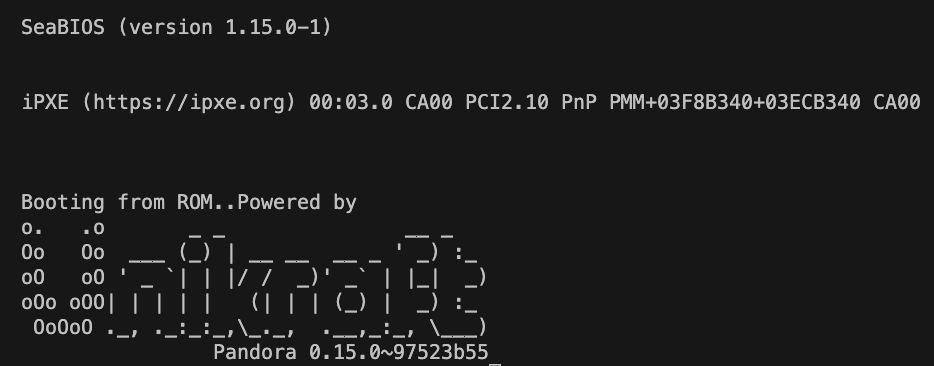 SeaBIOS (version 1.15.0-1)
iPXE (https://ipxe.org) 00:03.0 CA00 PCI2.10 PnP PMM+03F8B340+03ECB340 CA00
Booting from ROM..Powered by
o.   .o       _ _               __ _
Oo   Oo  ___ (_) | __ __  __ _ ' _) :_
oO   oO ' _ `| | |/ /  _)' _` | |_|  _)
oOo oOO| | | | |   (| | | (_) |  _) :_
 OoOoO ._, ._:_:_,\_._,  .__,_:_, \___)
                Pandora 0.15.0~97523b55